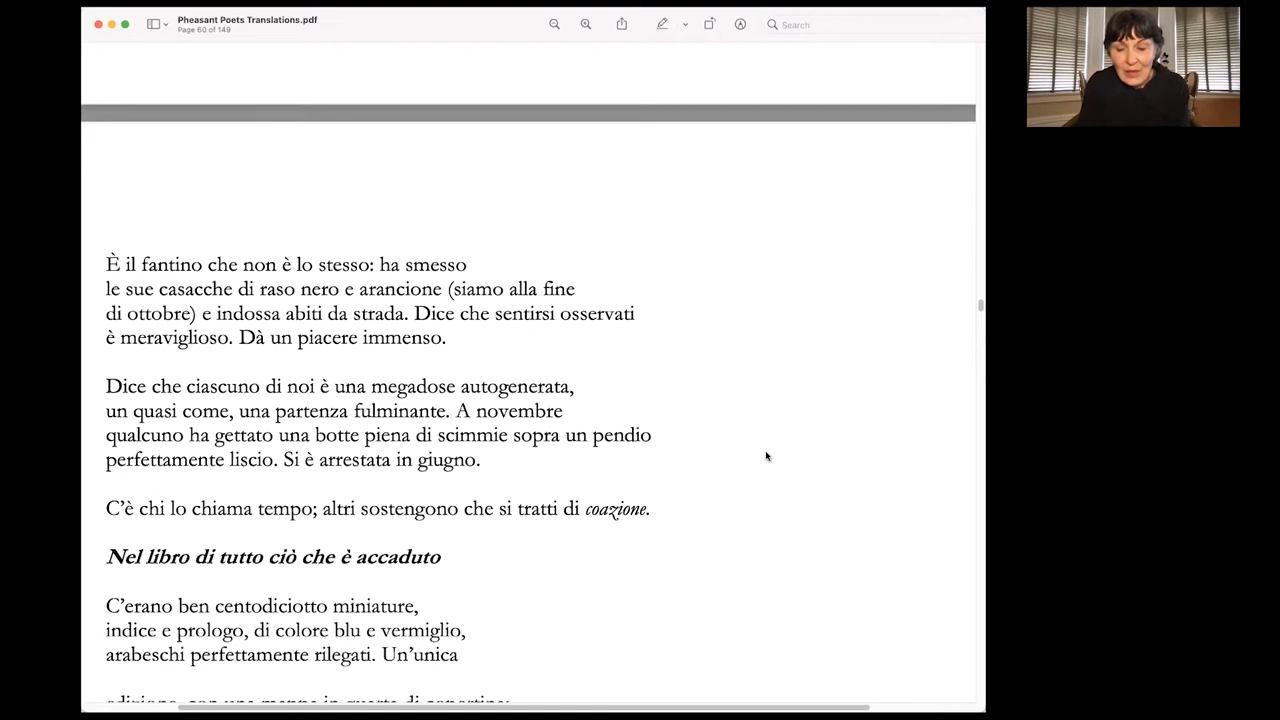 Pheasant Poets Translations.pdf
Page 60 of 149
Search
È il fantino che non è lo stesso: ha smesso
le sue casacche di raso nero e arancione (siamo alla fine
di ottobre) e indossa abiti da strada. Dice che sentirsi osservati
è meraviglioso. Dà un piacere immenso.
Dice che ciascuno di noi è una megadose autogenerata,
un quasi come, una partenza fulminante. A novembre
qualcuno ha gettato una botte piena di scimmie sopra un pendio
perfettamente liscio. Si è arrestata in giugno.
C'è chi lo chiama tempo; altri sostengono che si tratti di coazione.
Nel libro di tutto ciò che è accaduto
C'erano ben centodiciotto miniature,
indice e prologo, di colore blu e vermiglio,
arabeschi perfettamente rilegati. Un'unica